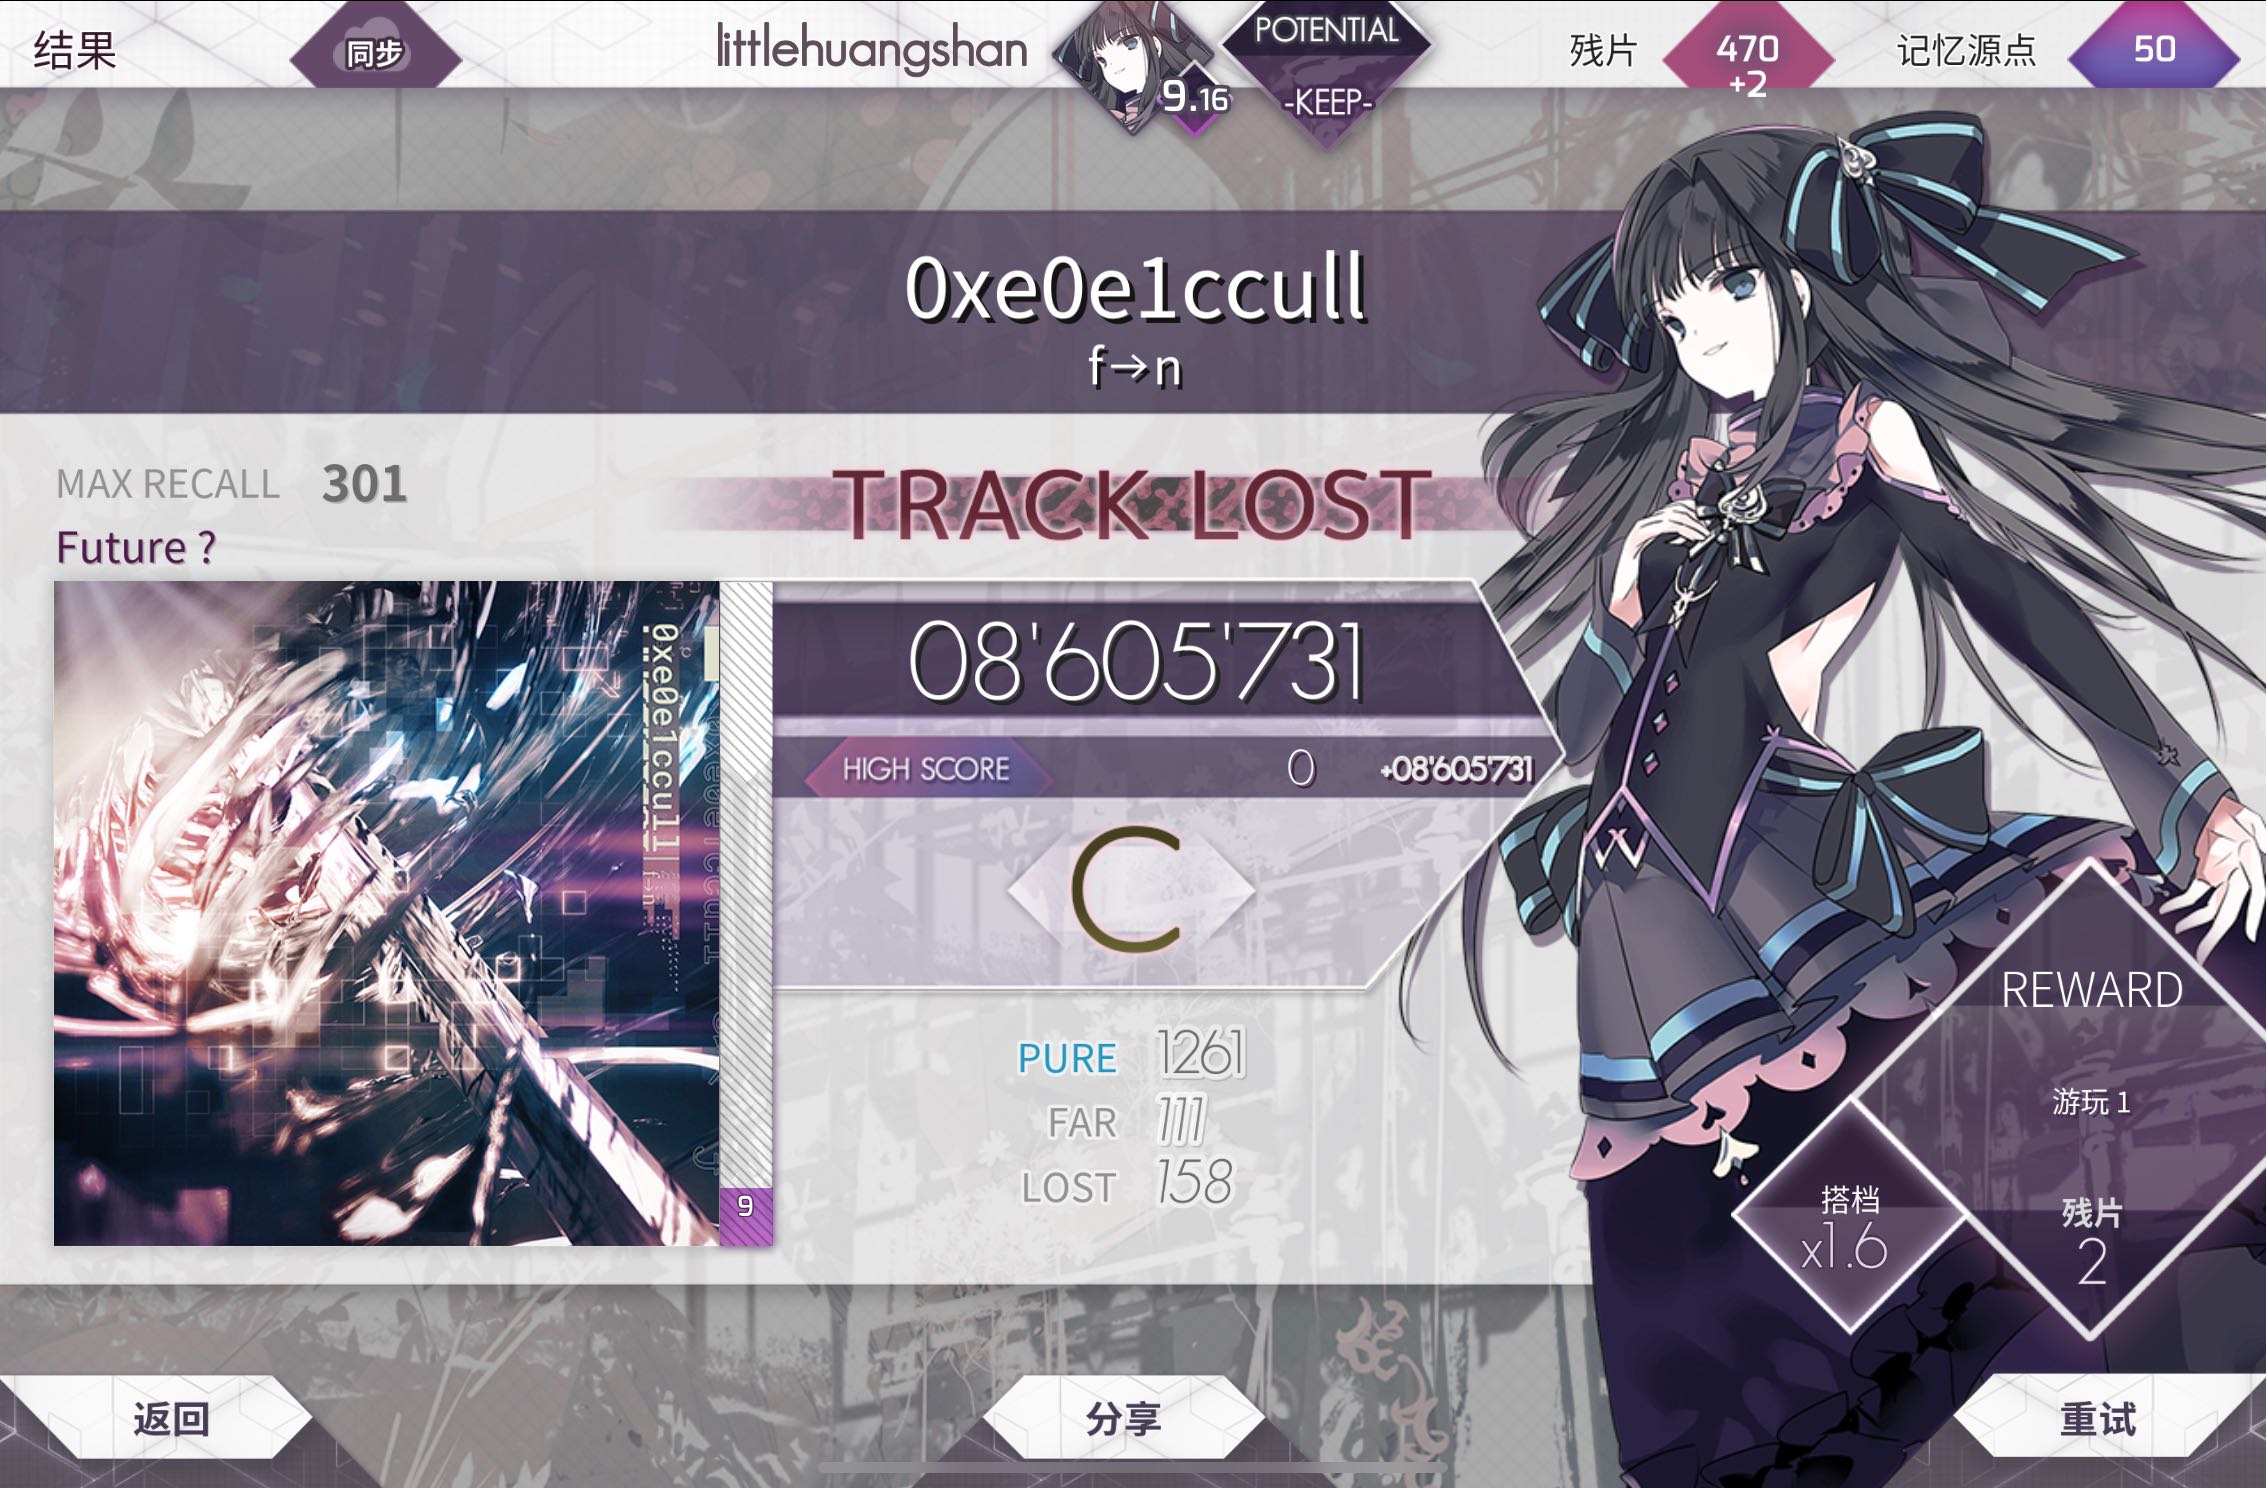 结果
同步
littlehuangshan
9.16
POTENTIAL
-KEEP-
残片
470
+2
记忆源点
50
0xe0e1ccull
f→n
MAX RECALL 301
Future ?
TRACK LOST
0xe0e1ccull
f→n
08'605'731
HIGH SCORE 0 +08'605'731
C
9
PURE 1261
FAR 111
LOST 158
REWARD
游玩 1
搭档
x1.6
残片
2
返回
分享
重试